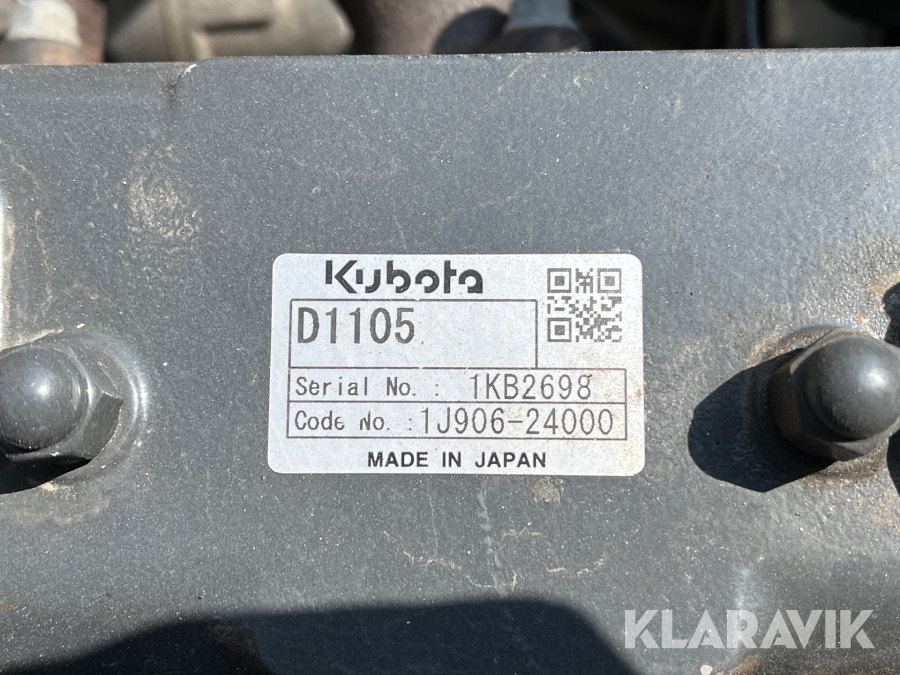 Kubota
D1105
Serial No. : 1KB2698
Code No. : 1J906-24000
MADE IN JAPAN
KLARAVIK